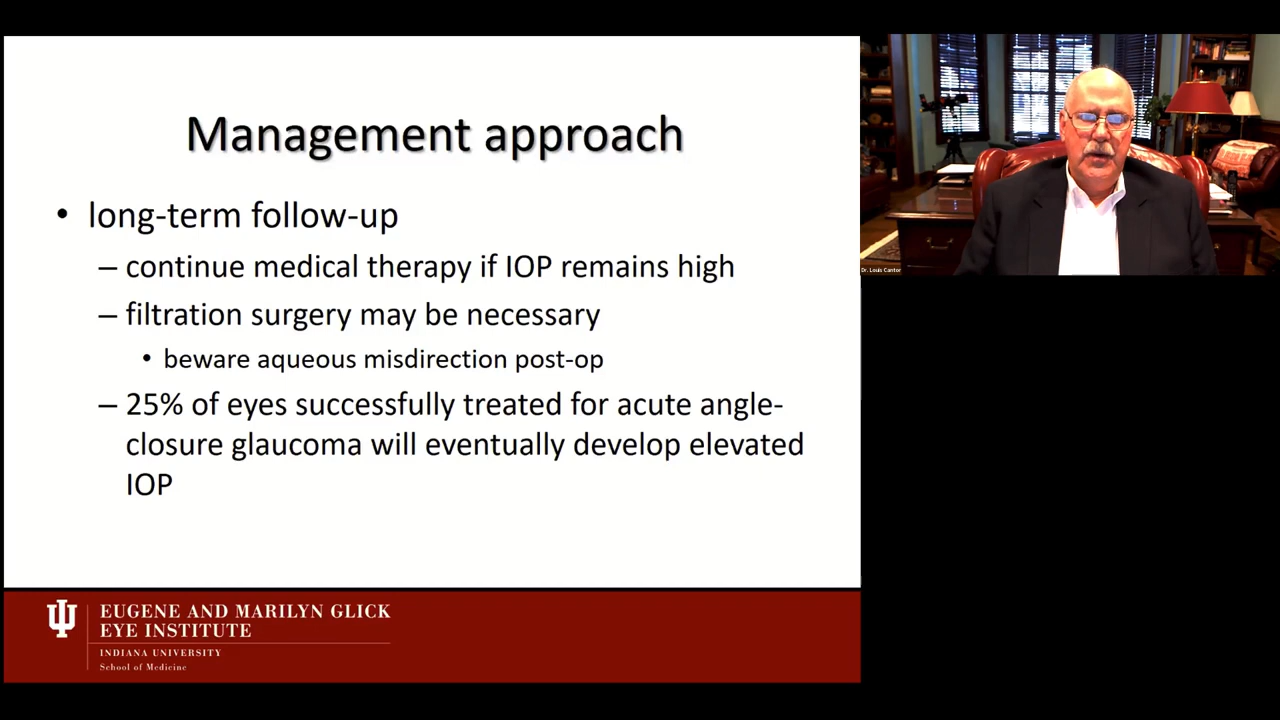 Management approach
• long-term follow-up
– continue medical therapy if IOP remains high
– filtration surgery may be necessary
• beware aqueous misdirection post-op
– 25% of eyes successfully treated for acute angle-
closure glaucoma will eventually develop elevated
IOP
EUGENE AND MARILYN GLICK
EYE INSTITUTE
INDIANA UNIVERSITY
School of Medicine
Dr. Louis Cantor